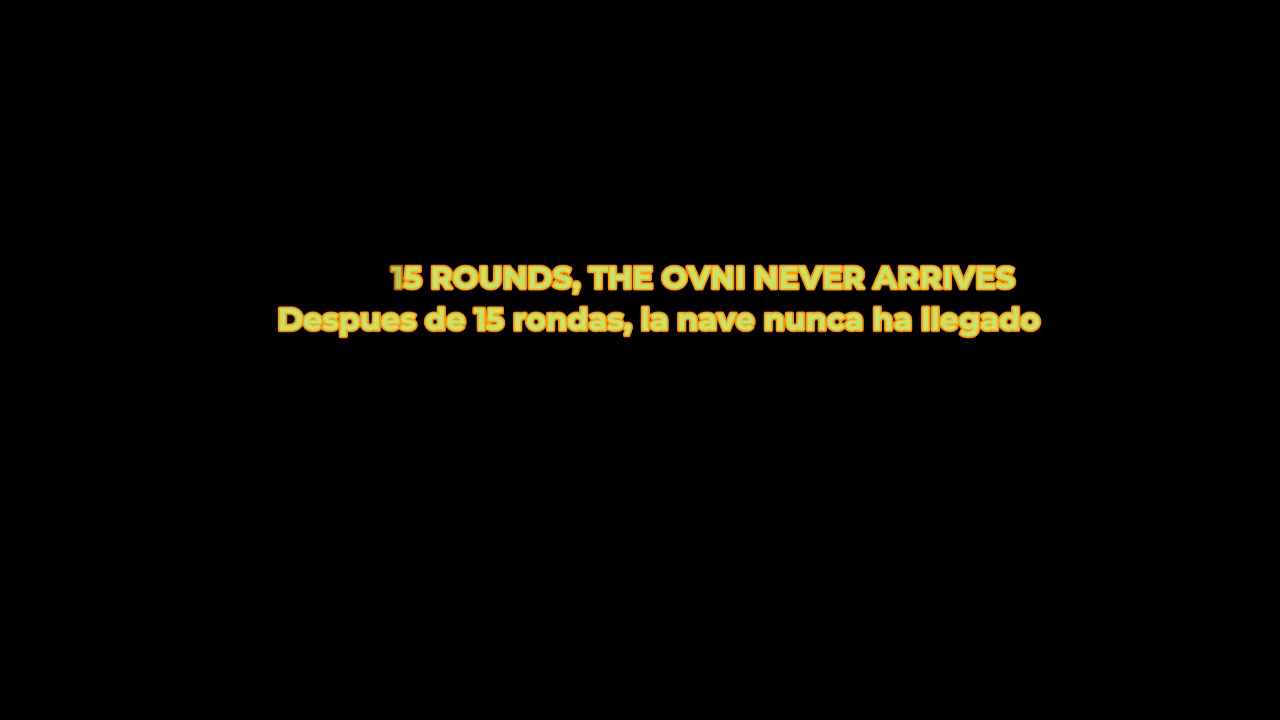 15 ROUNDS, THE OVNI NEVER ARRIVES
Despues de 15 rondas, la nave nunca ha llegado